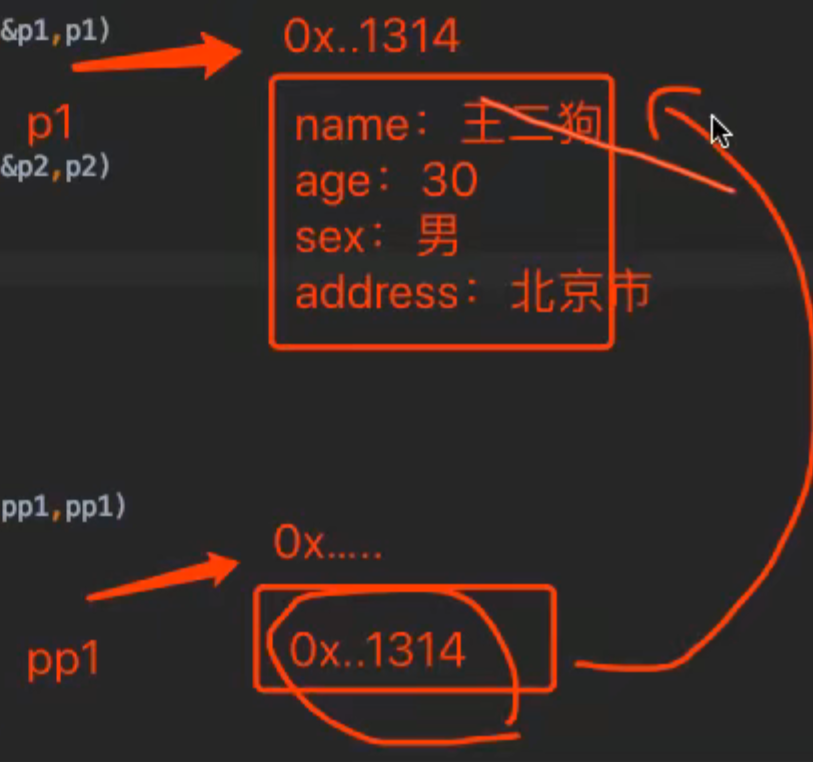 &p1,p1)
0x..1314
p1
name：王二狗
&p2,p2)
age：30
sex：男
address：北京市
pp1,pp1)
0x.....
0x..1314
pp1